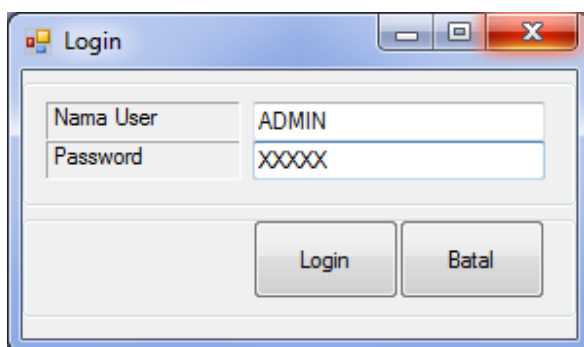 Login
Nama User ADMIN
Password XXXXX
Login Batal